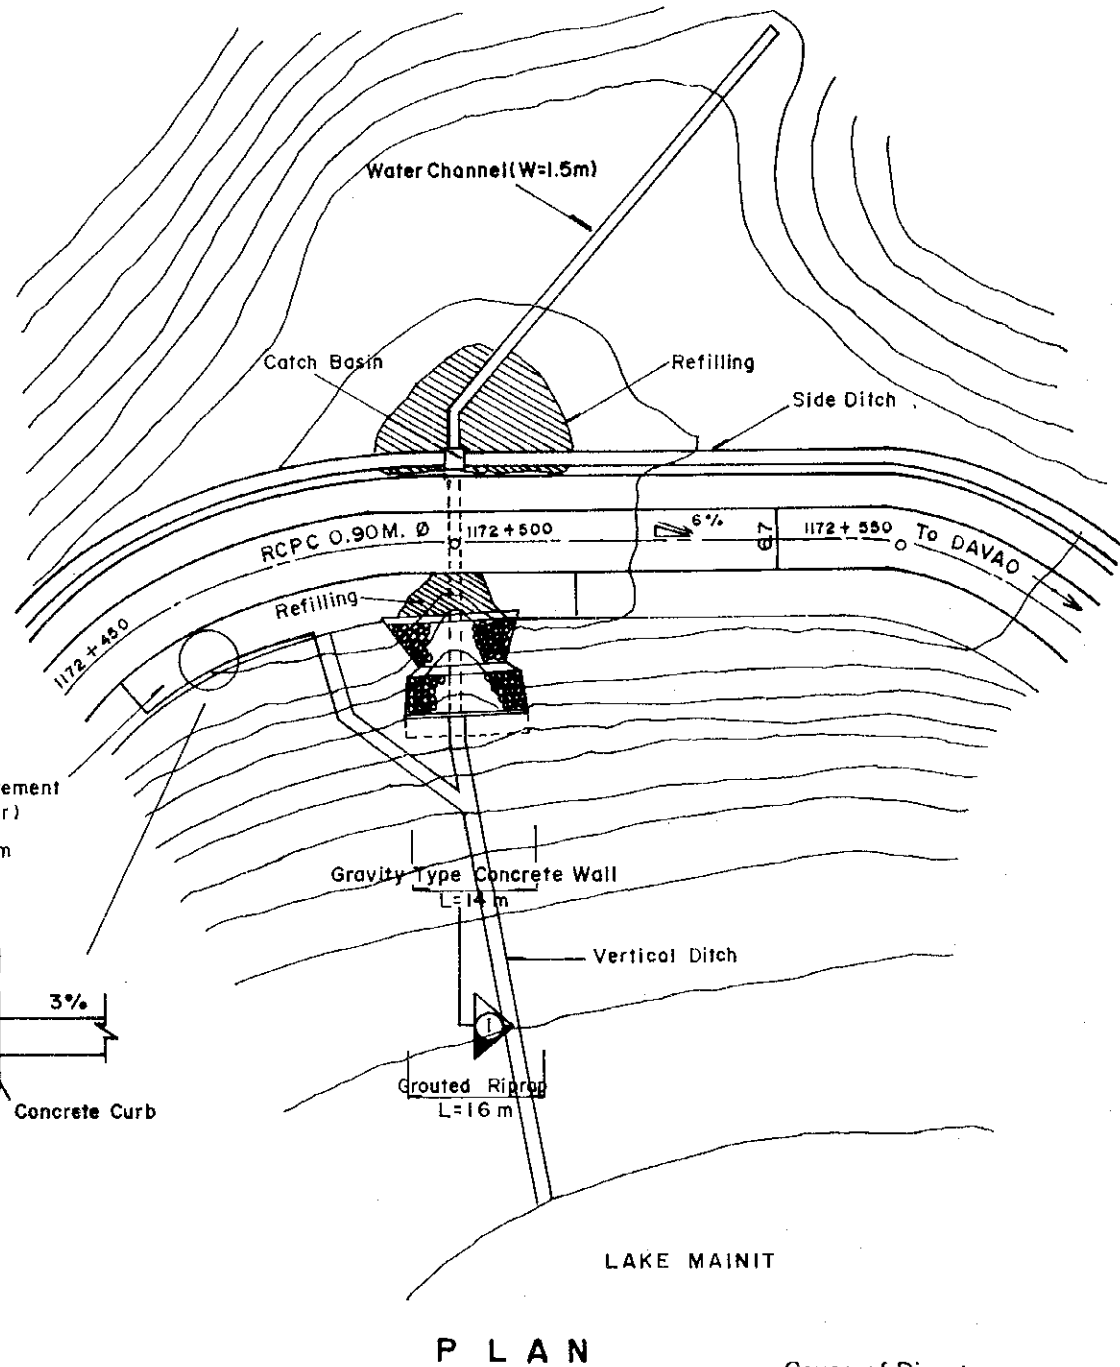 Water Channel(W=1.5m)
Catch Basin
Refilling
Side Ditch
RCPC 0.90M. Ø
1172+500
6%
6.7
1172 + 550
To DAVAO
Refilling
1172 + 450
ement
r)
m
Gravity Type Concrete Wall
L=14 m
Vertical Ditch
3%
1
Grouted Riprap
L=16 m
Concrete Curb
LAKE MAINIT
PLAN